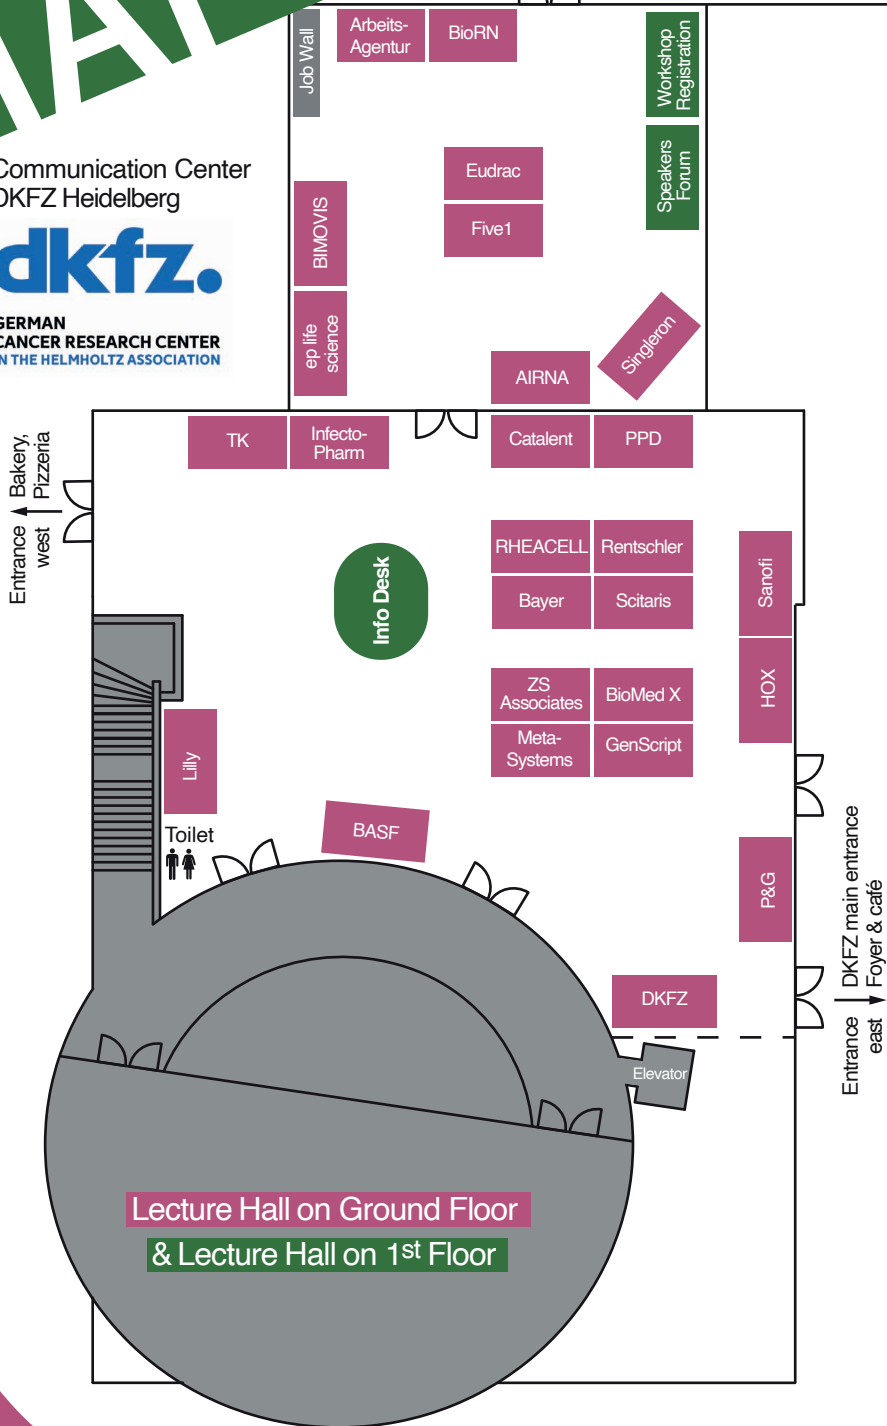 Job Wall
Arbeits-
Agentur
BioRN
Workshop
Registration
Speakers
Forum
Communication Center
DKFZ Heidelberg
dkfz.
GERMAN
CANCER RESEARCH CENTER
IN THE HELMHOLTZ ASSOCIATION
Eudrac
Five1
BIMOVIS
ep life
science
Singleron
AIRNA
TK
Infecto-
Pharm
Catalent
PPD
Entrance
west
Bakery,
Pizzeria
RHEACELL
Rentschler
Bayer
Scitaris
Sanofi
Info Desk
HOX
ZS
Associates
BioMed X
Meta-
Systems
GenScript
Lilly
Toilet
BASF
P&G
DKFZ
Entrance
east
DKFZ main entrance
Foyer & café
Elevator
Lecture Hall on Ground Floor
& Lecture Hall on 1st Floor